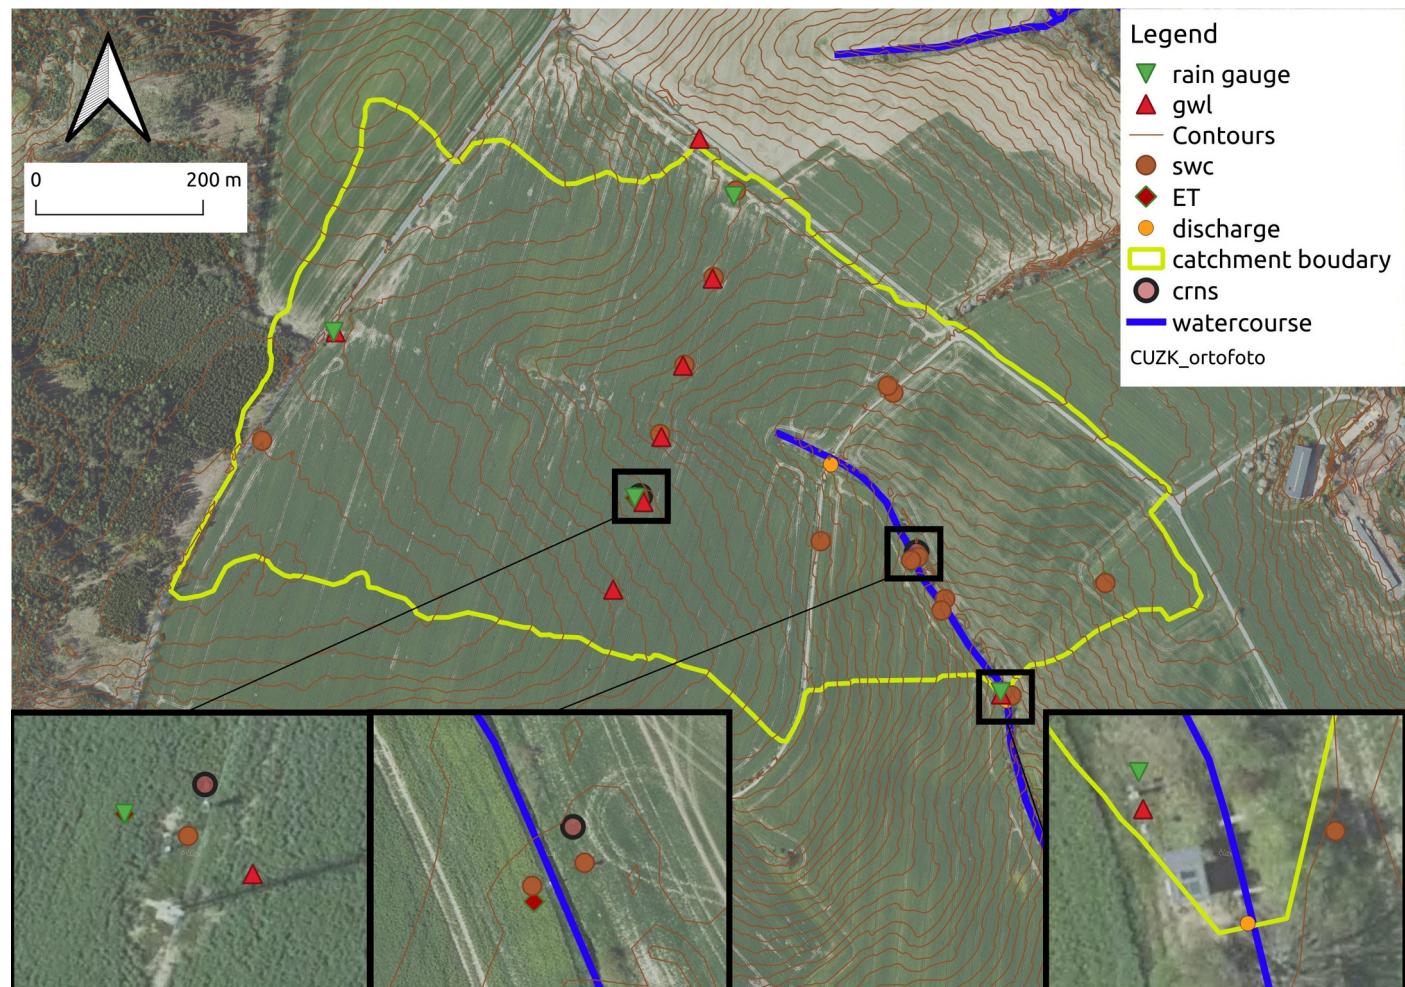 Legend
rain gauge
gwl
Contours
swc
ET
discharge
catchment boudary
crns
watercourse
CUZK_ortofoto
0 200 m